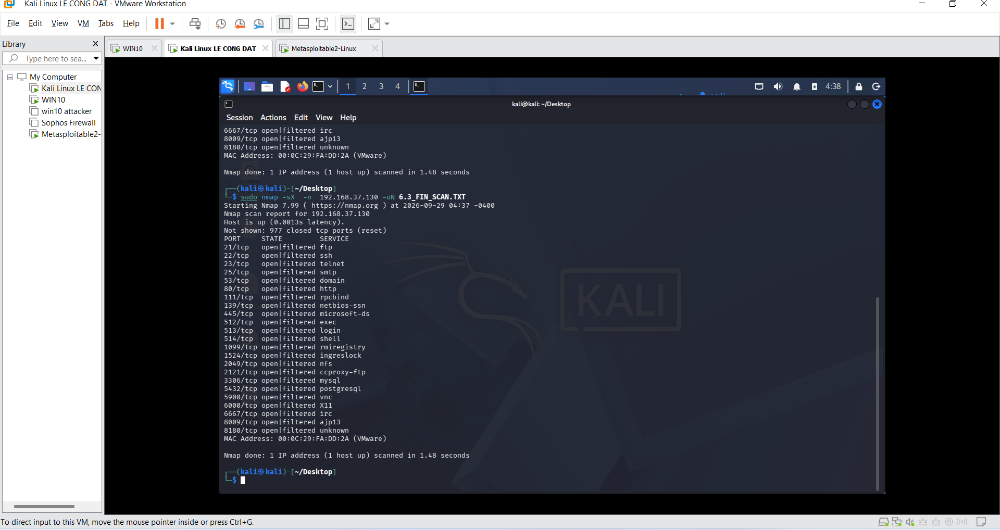 Kali Linux LE CONG DAT - VMware Workstation
File Edit View VM Tabs Help
Library
Type here to sea...
My Computer
Kali Linux LE CON
WIN10
win10 attacker
Sophos Firewall
Metasploitable2-
WIN10
Kali Linux LE CONG DAT
Metasploitable2-Linux
1 2 3 4
4:38
kali@kali: ~/Desktop
Session Actions Edit View Help
6667/tcp open|filtered irc
8009/tcp open|filtered ajp13
8180/tcp open|filtered unknown
MAC Address: 00:0C:29:FA:DD:2A (VMware)
Nmap done: 1 IP address (1 host up) scanned in 1.48 seconds
┌──(kali㉿kali)-[~/Desktop]
└─$ sudo nmap -sX  -n  192.168.37.130 -oN 6.3_FIN_SCAN.TXT
Starting Nmap 7.99 ( https://nmap.org ) at 2026-09-29 04:37 -0400
Nmap scan report for 192.168.37.130
Host is up (0.0013s latency).
Not shown: 977 closed tcp ports (reset)
PORT     STATE         SERVICE
21/tcp   open|filtered ftp
22/tcp   open|filtered ssh
23/tcp   open|filtered telnet
25/tcp   open|filtered smtp
53/tcp   open|filtered domain
80/tcp   open|filtered http
111/tcp  open|filtered rpcbind
139/tcp  open|filtered netbios-ssn
445/tcp  open|filtered microsoft-ds
512/tcp  open|filtered exec
513/tcp  open|filtered login
514/tcp  open|filtered shell
1099/tcp open|filtered rmiregistry
1524/tcp open|filtered ingreslock
2049/tcp open|filtered nfs
2121/tcp open|filtered ccproxy-ftp
3306/tcp open|filtered mysql
5432/tcp open|filtered postgresql
5900/tcp open|filtered vnc
6000/tcp open|filtered X11
6667/tcp open|filtered irc
8009/tcp open|filtered ajp13
8180/tcp open|filtered unknown
MAC Address: 00:0C:29:FA:DD:2A (VMware)
Nmap done: 1 IP address (1 host up) scanned in 1.48 seconds
┌──(kali㉿kali)-[~/Desktop]
└─$
KALI
To direct input to this VM, move the mouse pointer inside or press Ctrl+G.